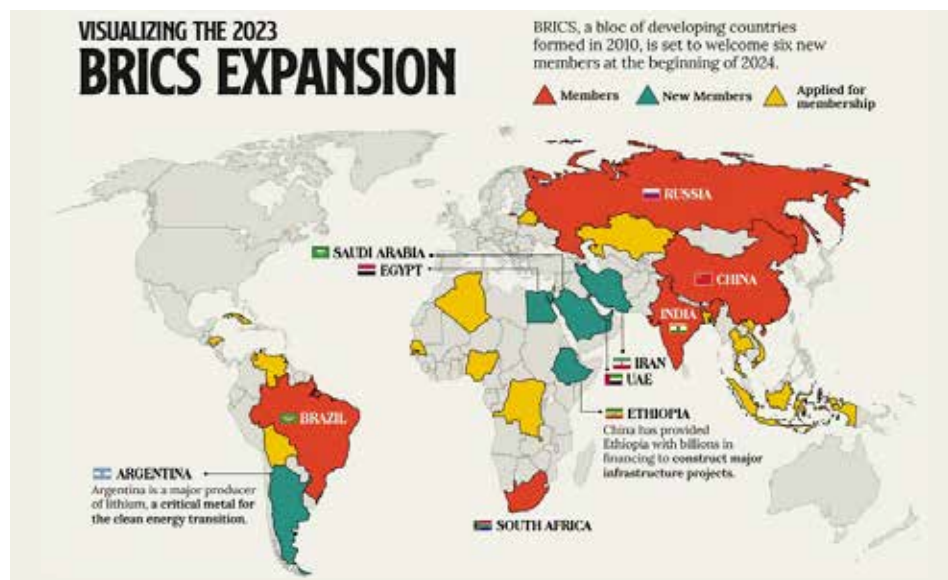 VISUALIZING THE 2023
BRICS EXPANSION
BRICS, a bloc of developing countries
formed in 2010, is set to welcome six new
members at the beginning of 2024.
Members
New Members
Applied for
membership
RUSSIA
SAUDI ARABIA
EGYPT
CHINA
INDIA
IRAN
UAE
BRAZIL
ETHIOPIA
China has provided
Ethiopia with billions in
financing to construct major
infrastructure projects.
ARGENTINA
Argentina is a major producer
of lithium, a critical metal for
the clean energy transition.
SOUTH AFRICA